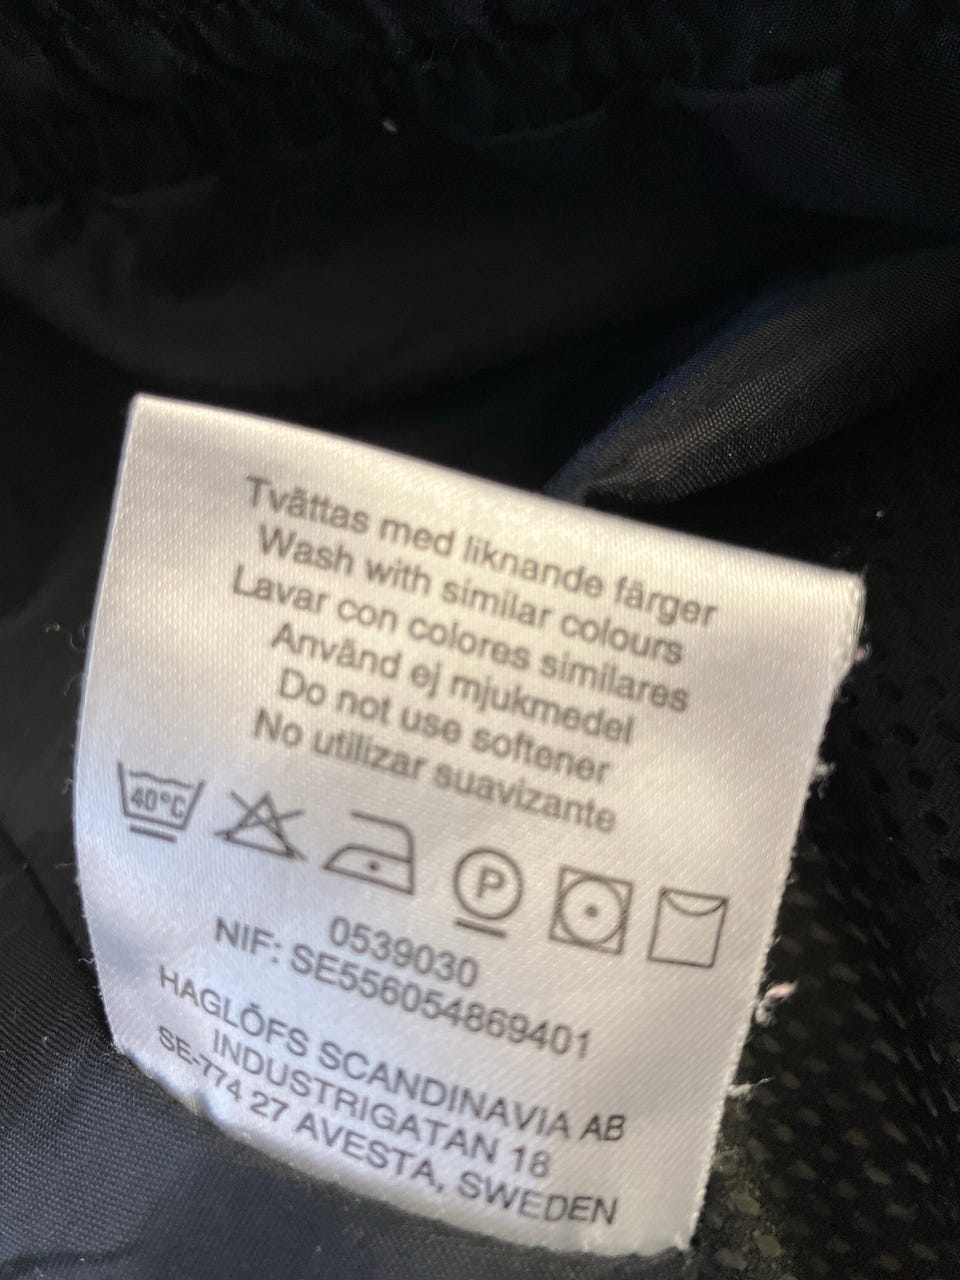 Tvättas med liknande färger
Wash with similar colours
Lavar con colores similares
Använd ej mjukmedel
Do not use softener
No utilizar suavizante
40°C
P
0539030
NIF: SE556054869401
HAGLÖFS SCANDINAVIA AB
INDUSTRIGATAN 18
SE-774 27 AVESTA, SWEDEN